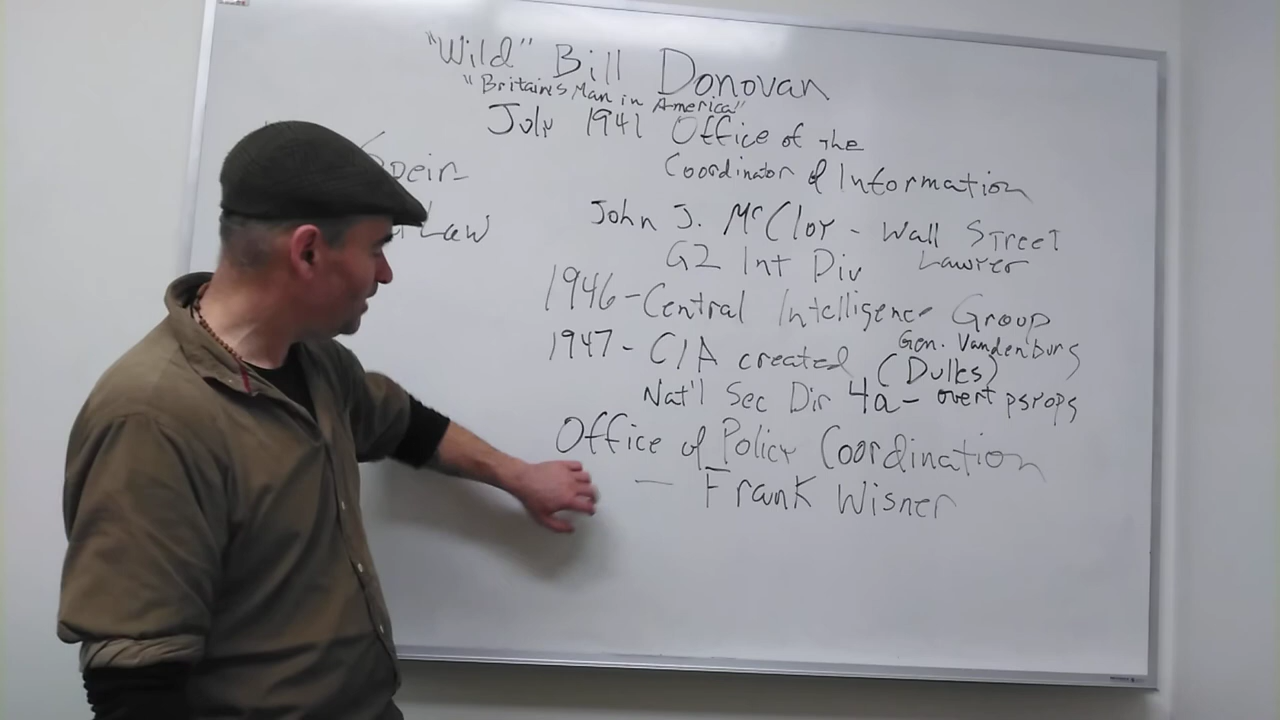 "Wild" Bill Donovan
"Britain's Man in America"
July 1941 Office of the
Coordinator of Information
Law
John J. McCloy - Wall Street
G2 Int Div Lawyer
1946 - Central Intelligence Group
Gen. Vandenburg
1947 - CIA created (Dulles)
Nat'l Sec Dir 4a - overt psyops
Office of Policy Coordination
— Frank Wisner